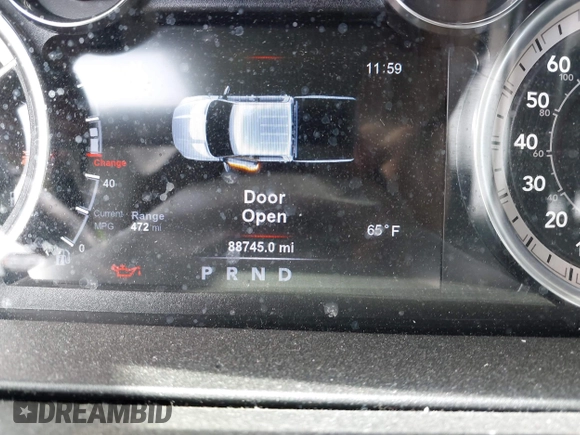 11:59
Change
40
Current
MPG
Range
472 mi
0
Door
Open
88745.0 mi
65°F
P R N D
60
80
50
60
40
40
30
20
20
DREAMBID